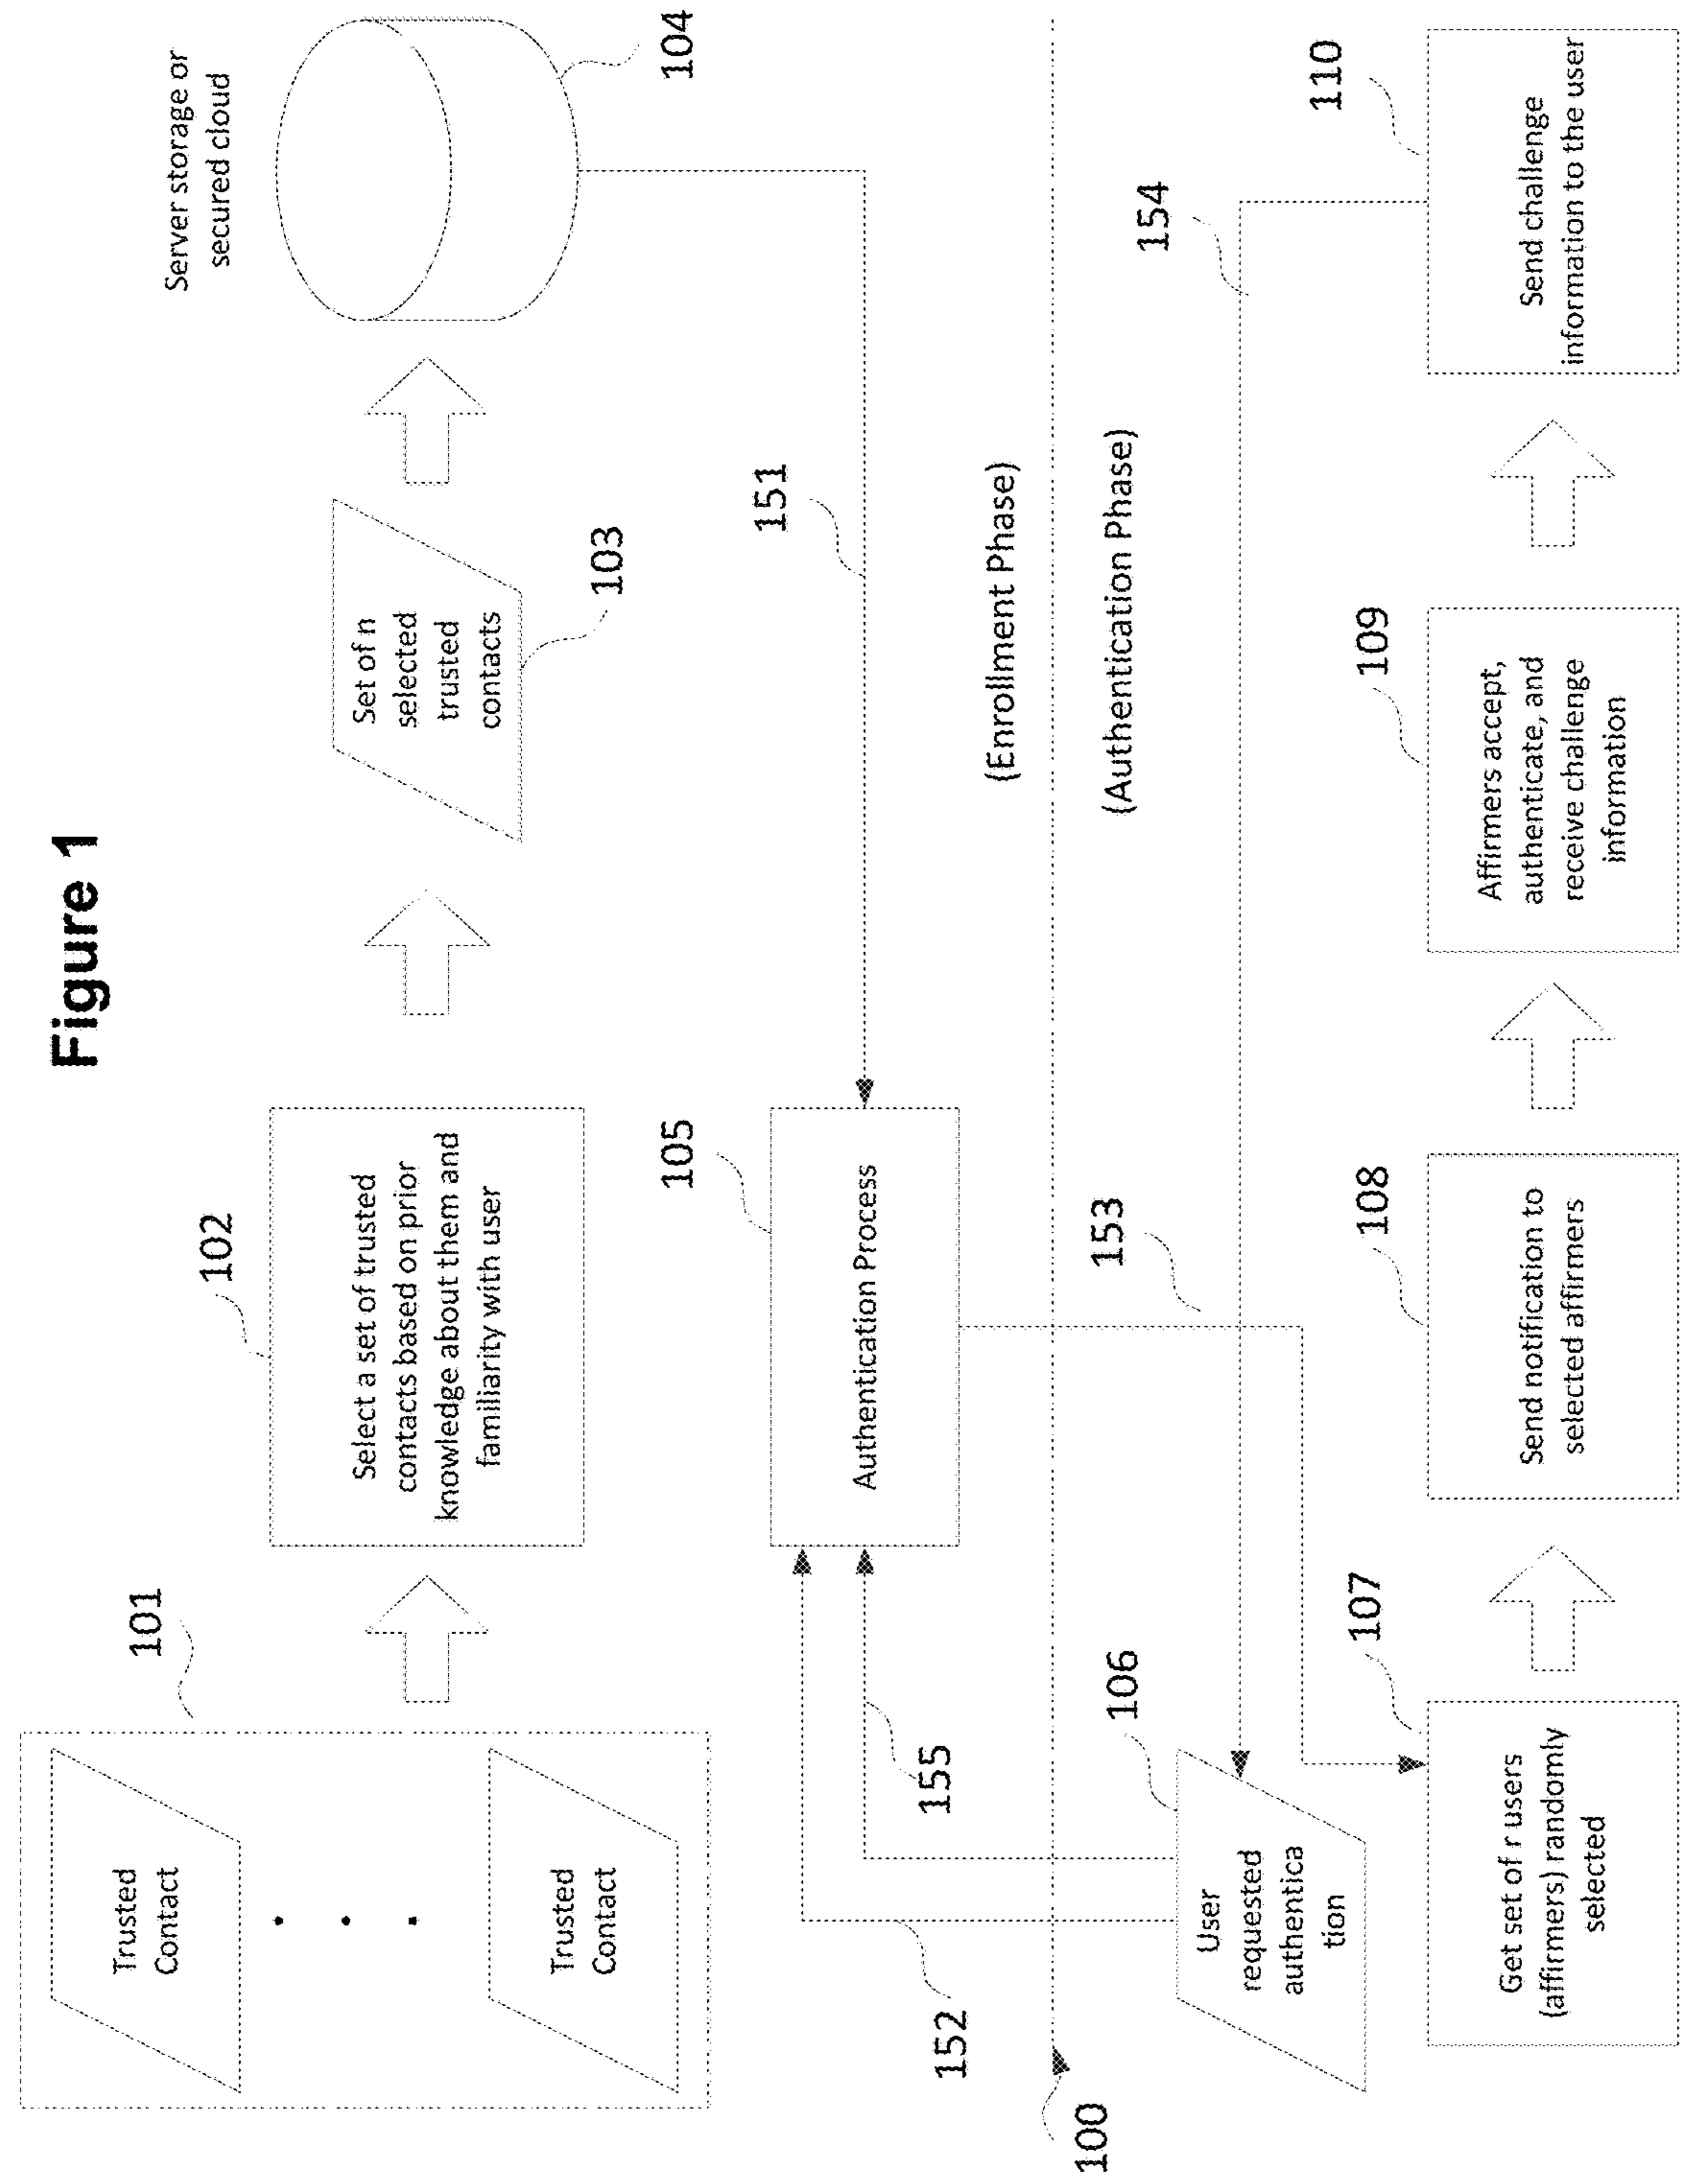 Figure 1
101
Trusted
Contact
Trusted
Contact
102
Select a set of trusted
contacts based on prior
knowledge about them and
familiarity with user
Set of n
selected
trusted
contacts
103
Server storage or
secured cloud
104
105
Authentication Process
151
152
155
(Enrollment Phase)
(Authentication Phase)
100
106
User
requested
authentica
tion
153
154
107
Get set of r users
(affirmers) randomly
selected
108
Send notification to
selected affirmers
109
Affirmers accept,
authenticate, and
receive challenge
information
110
Send challenge
information to the user